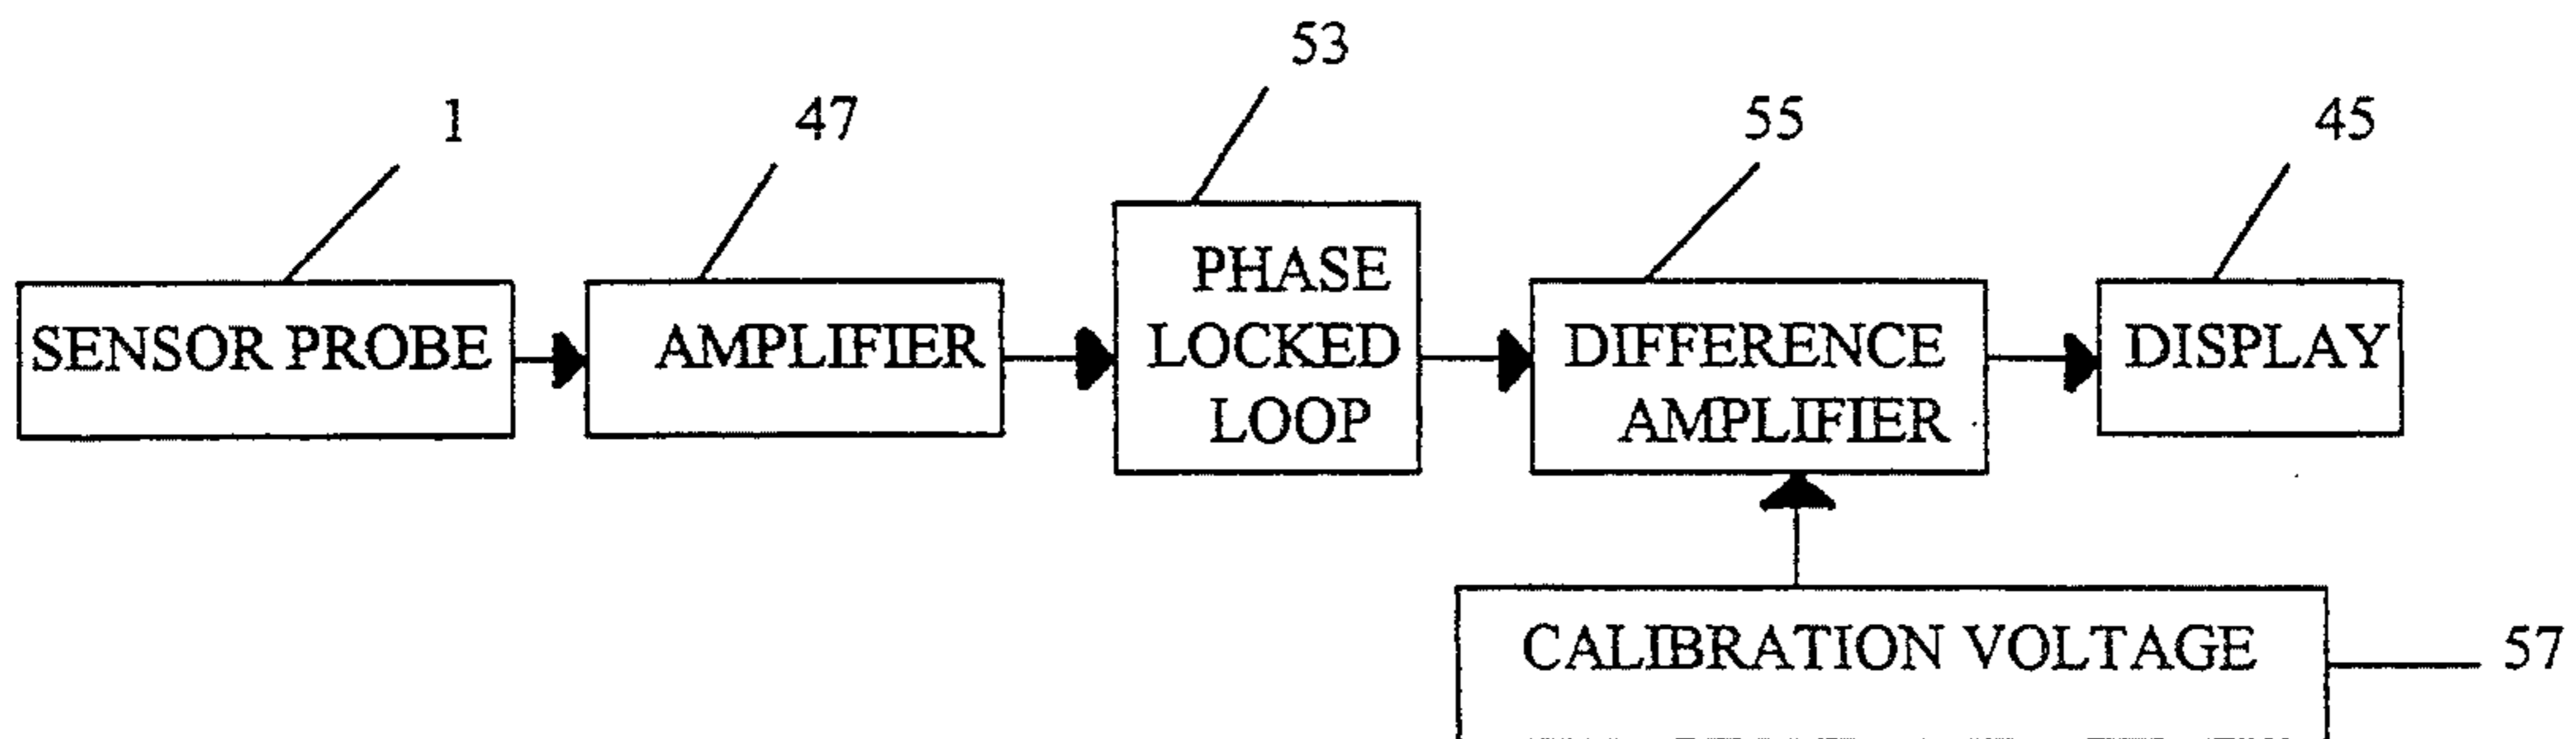 53
1
47
55
45
SENSOR PROBE
AMPLIFIER
PHASE
LOCKED
LOOP
DIFFERENCE
AMPLIFIER
DISPLAY
CALIBRATION VOLTAGE
57